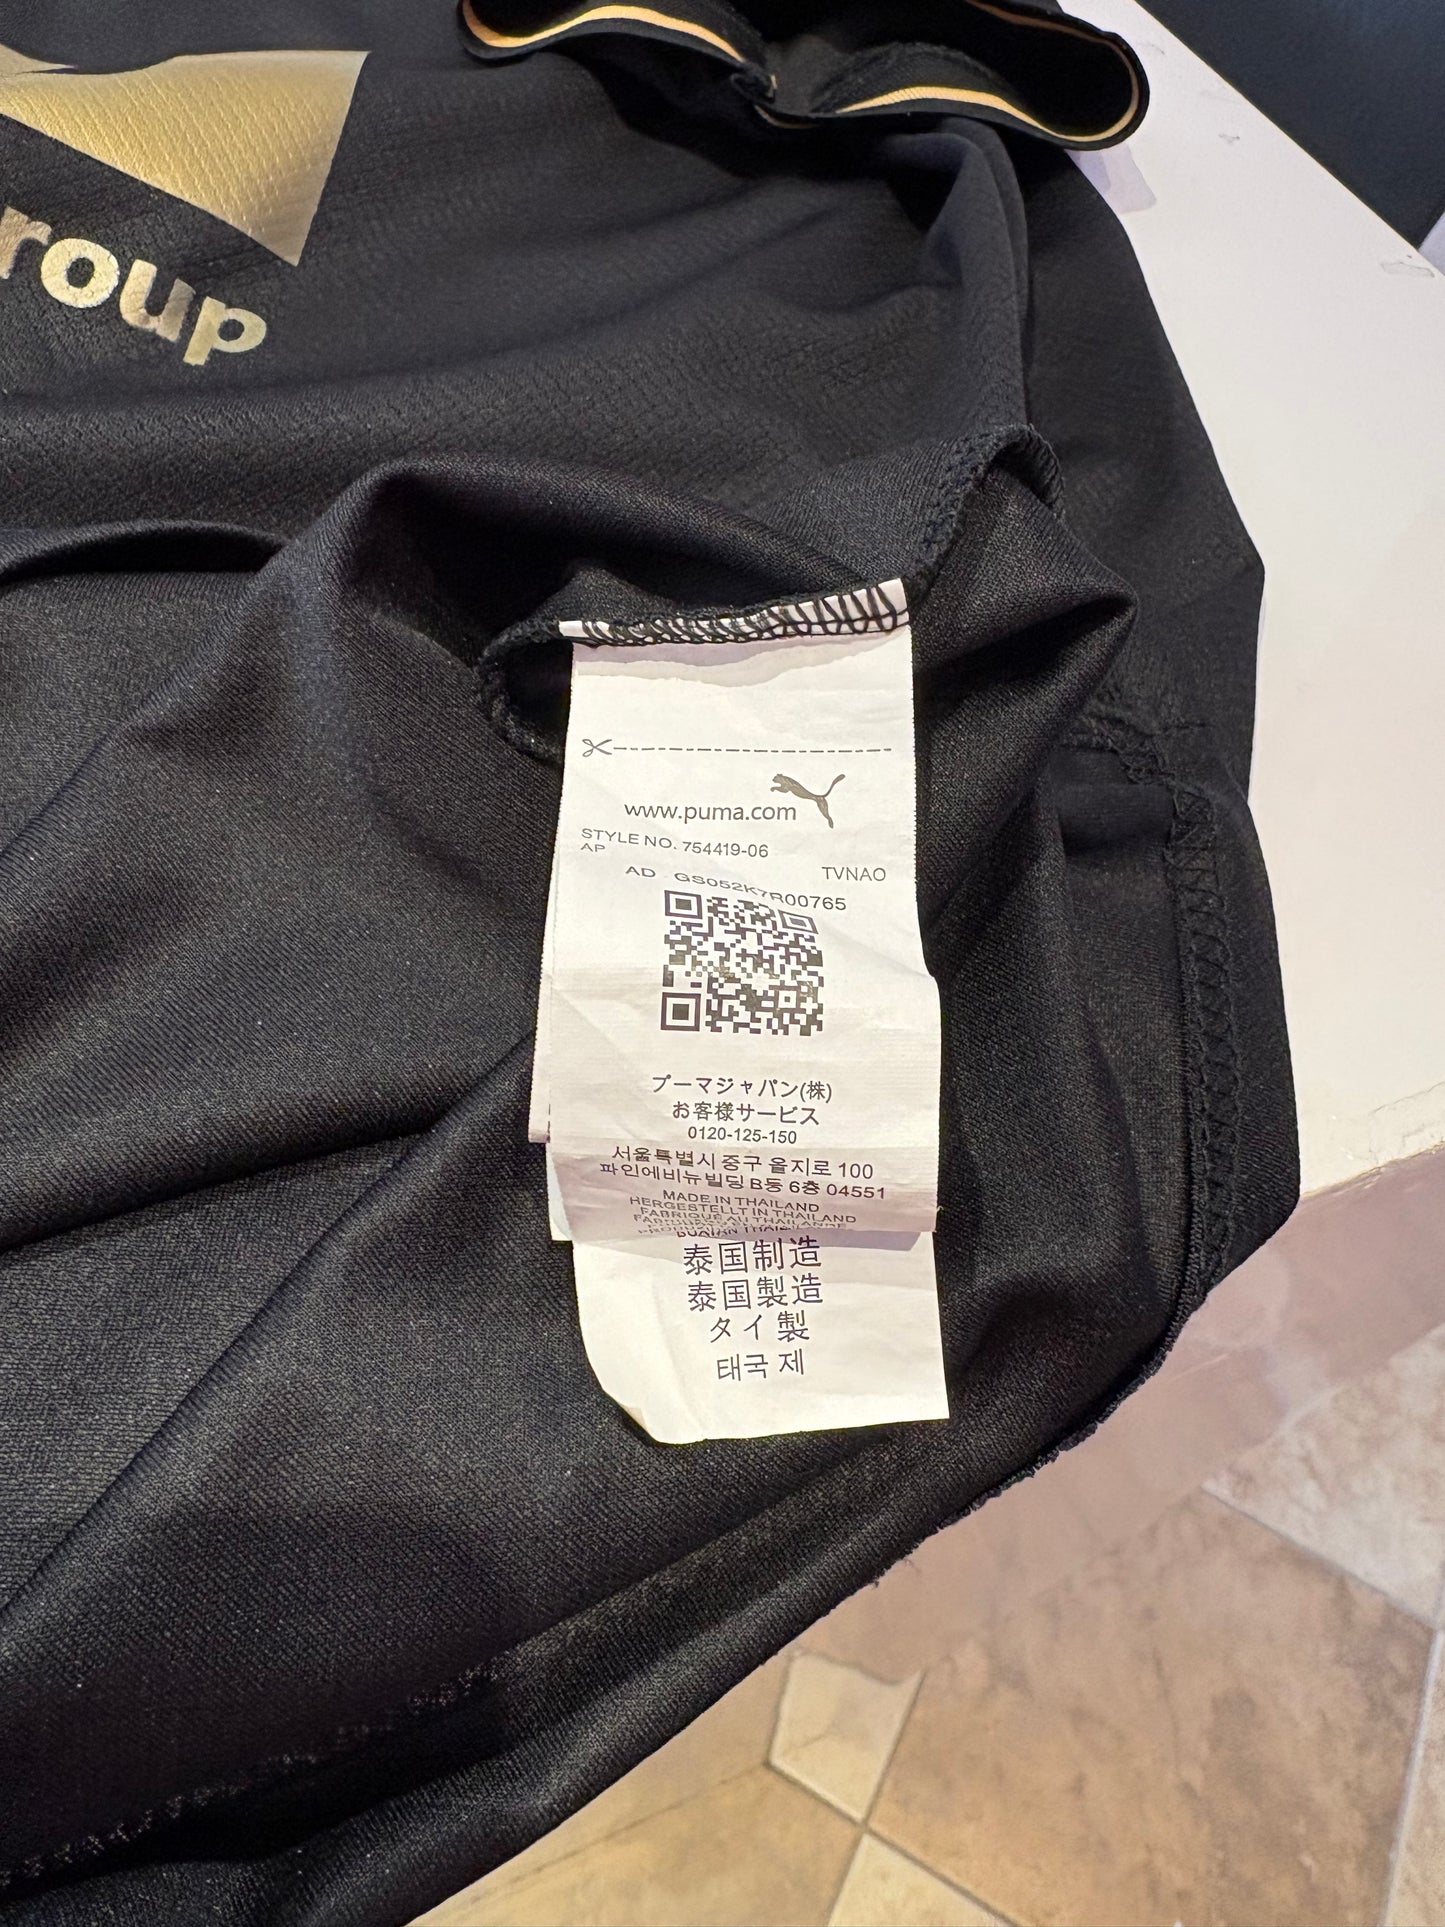 roup
www.puma.com
STYLE NO. 754419-06
AP
TVNAO
AD GS052K7R00765
プーマジャパン(株)
お客様サービス
0120-125-150
서울특별시 중구 을지로 100
파인에비뉴빌딩 B동 6층 04551
MADE IN THAILAND
HERGESTELLT IN THAILAND
FABRIQUÉ AU THAILANDE
泰国制造
泰国製造
タイ製
태국 제